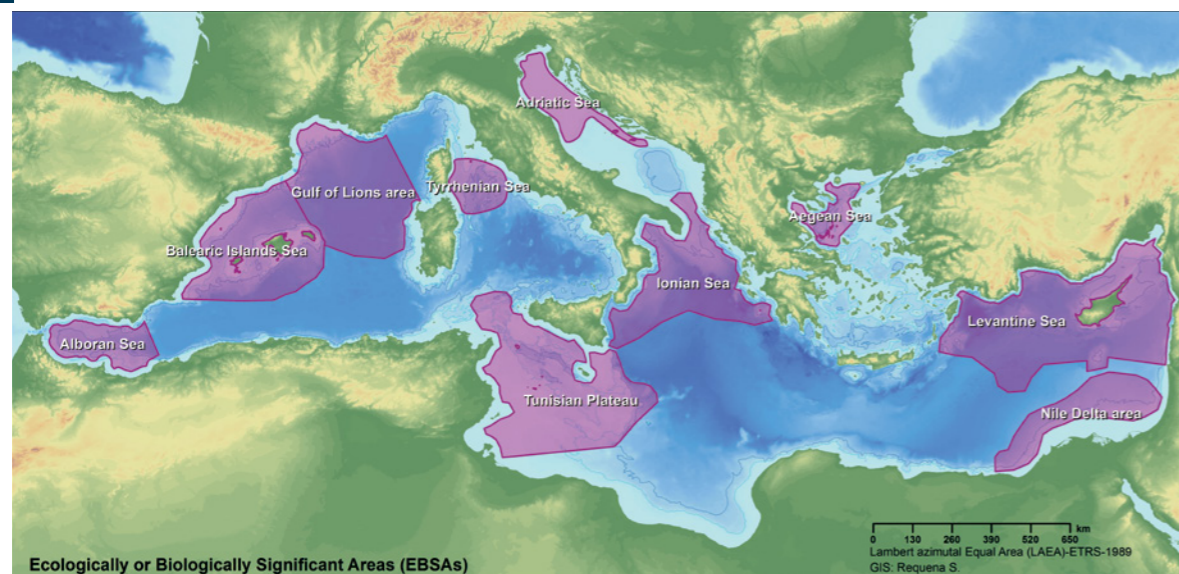 Adriatic Sea
Gulf of Lions area
Tyrrhenian Sea
Aegean Sea
Balearic Islands Sea
Ionian Sea
Levantine Sea
Alboran Sea
Tunisian Plateau
Nile Delta area
km
0 130 260 390 520 650
Lambert azimutal Equal Area (LAEA)-ETRS-1989
GIS: Requena S.
Ecologically or Biologically Significant Areas (EBSAs)